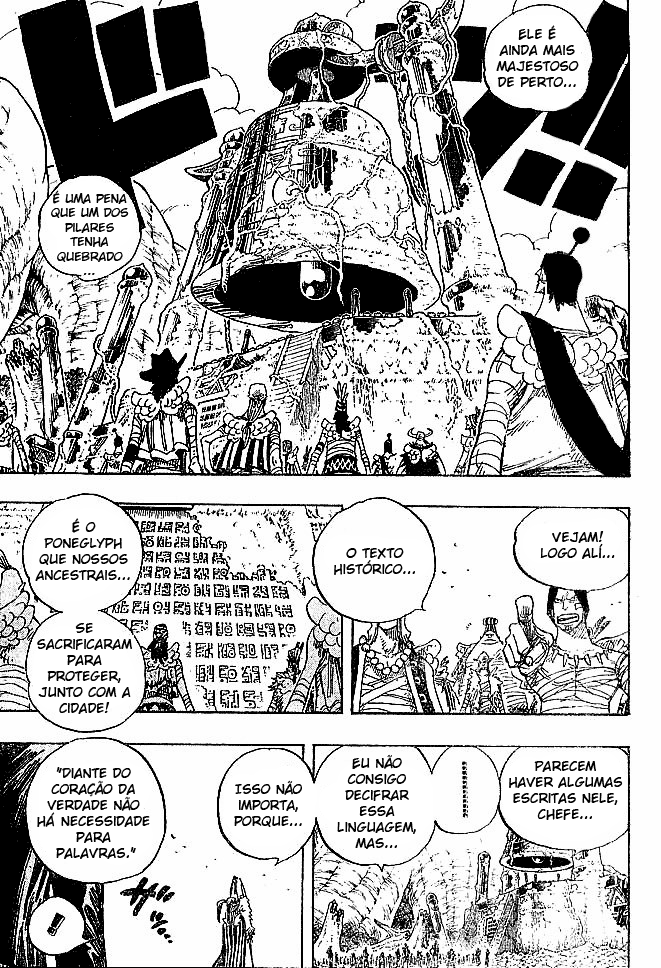 ELE É
AINDA MAIS
MAJESTOSO
DE PERTO...
É UMA PENA
QUE UM DOS
PILARES
TENHA
QUEBRADO
...
VEJAM!
LOGO ALÍ...
O TEXTO
HISTÓRICO...
É O
PONEGLYPH
QUE NOSSOS
ANCESTRAIS...
SE
SACRIFICARAM
PARA
PROTEGER,
JUNTO COM A
CIDADE!
PARECEM
HAVER ALGUMAS
ESCRITAS NELE,
CHEFE...
EU NÃO
CONSIGO
DECIFRAR
ESSA
LINGUAGEM,
MAS...
ISSO NÃO
IMPORTA,
PORQUE...
"DIANTE DO
CORAÇÃO DA
VERDADE NÃO
HÁ NECESSIDADE
PARA
PALAVRAS."
!!